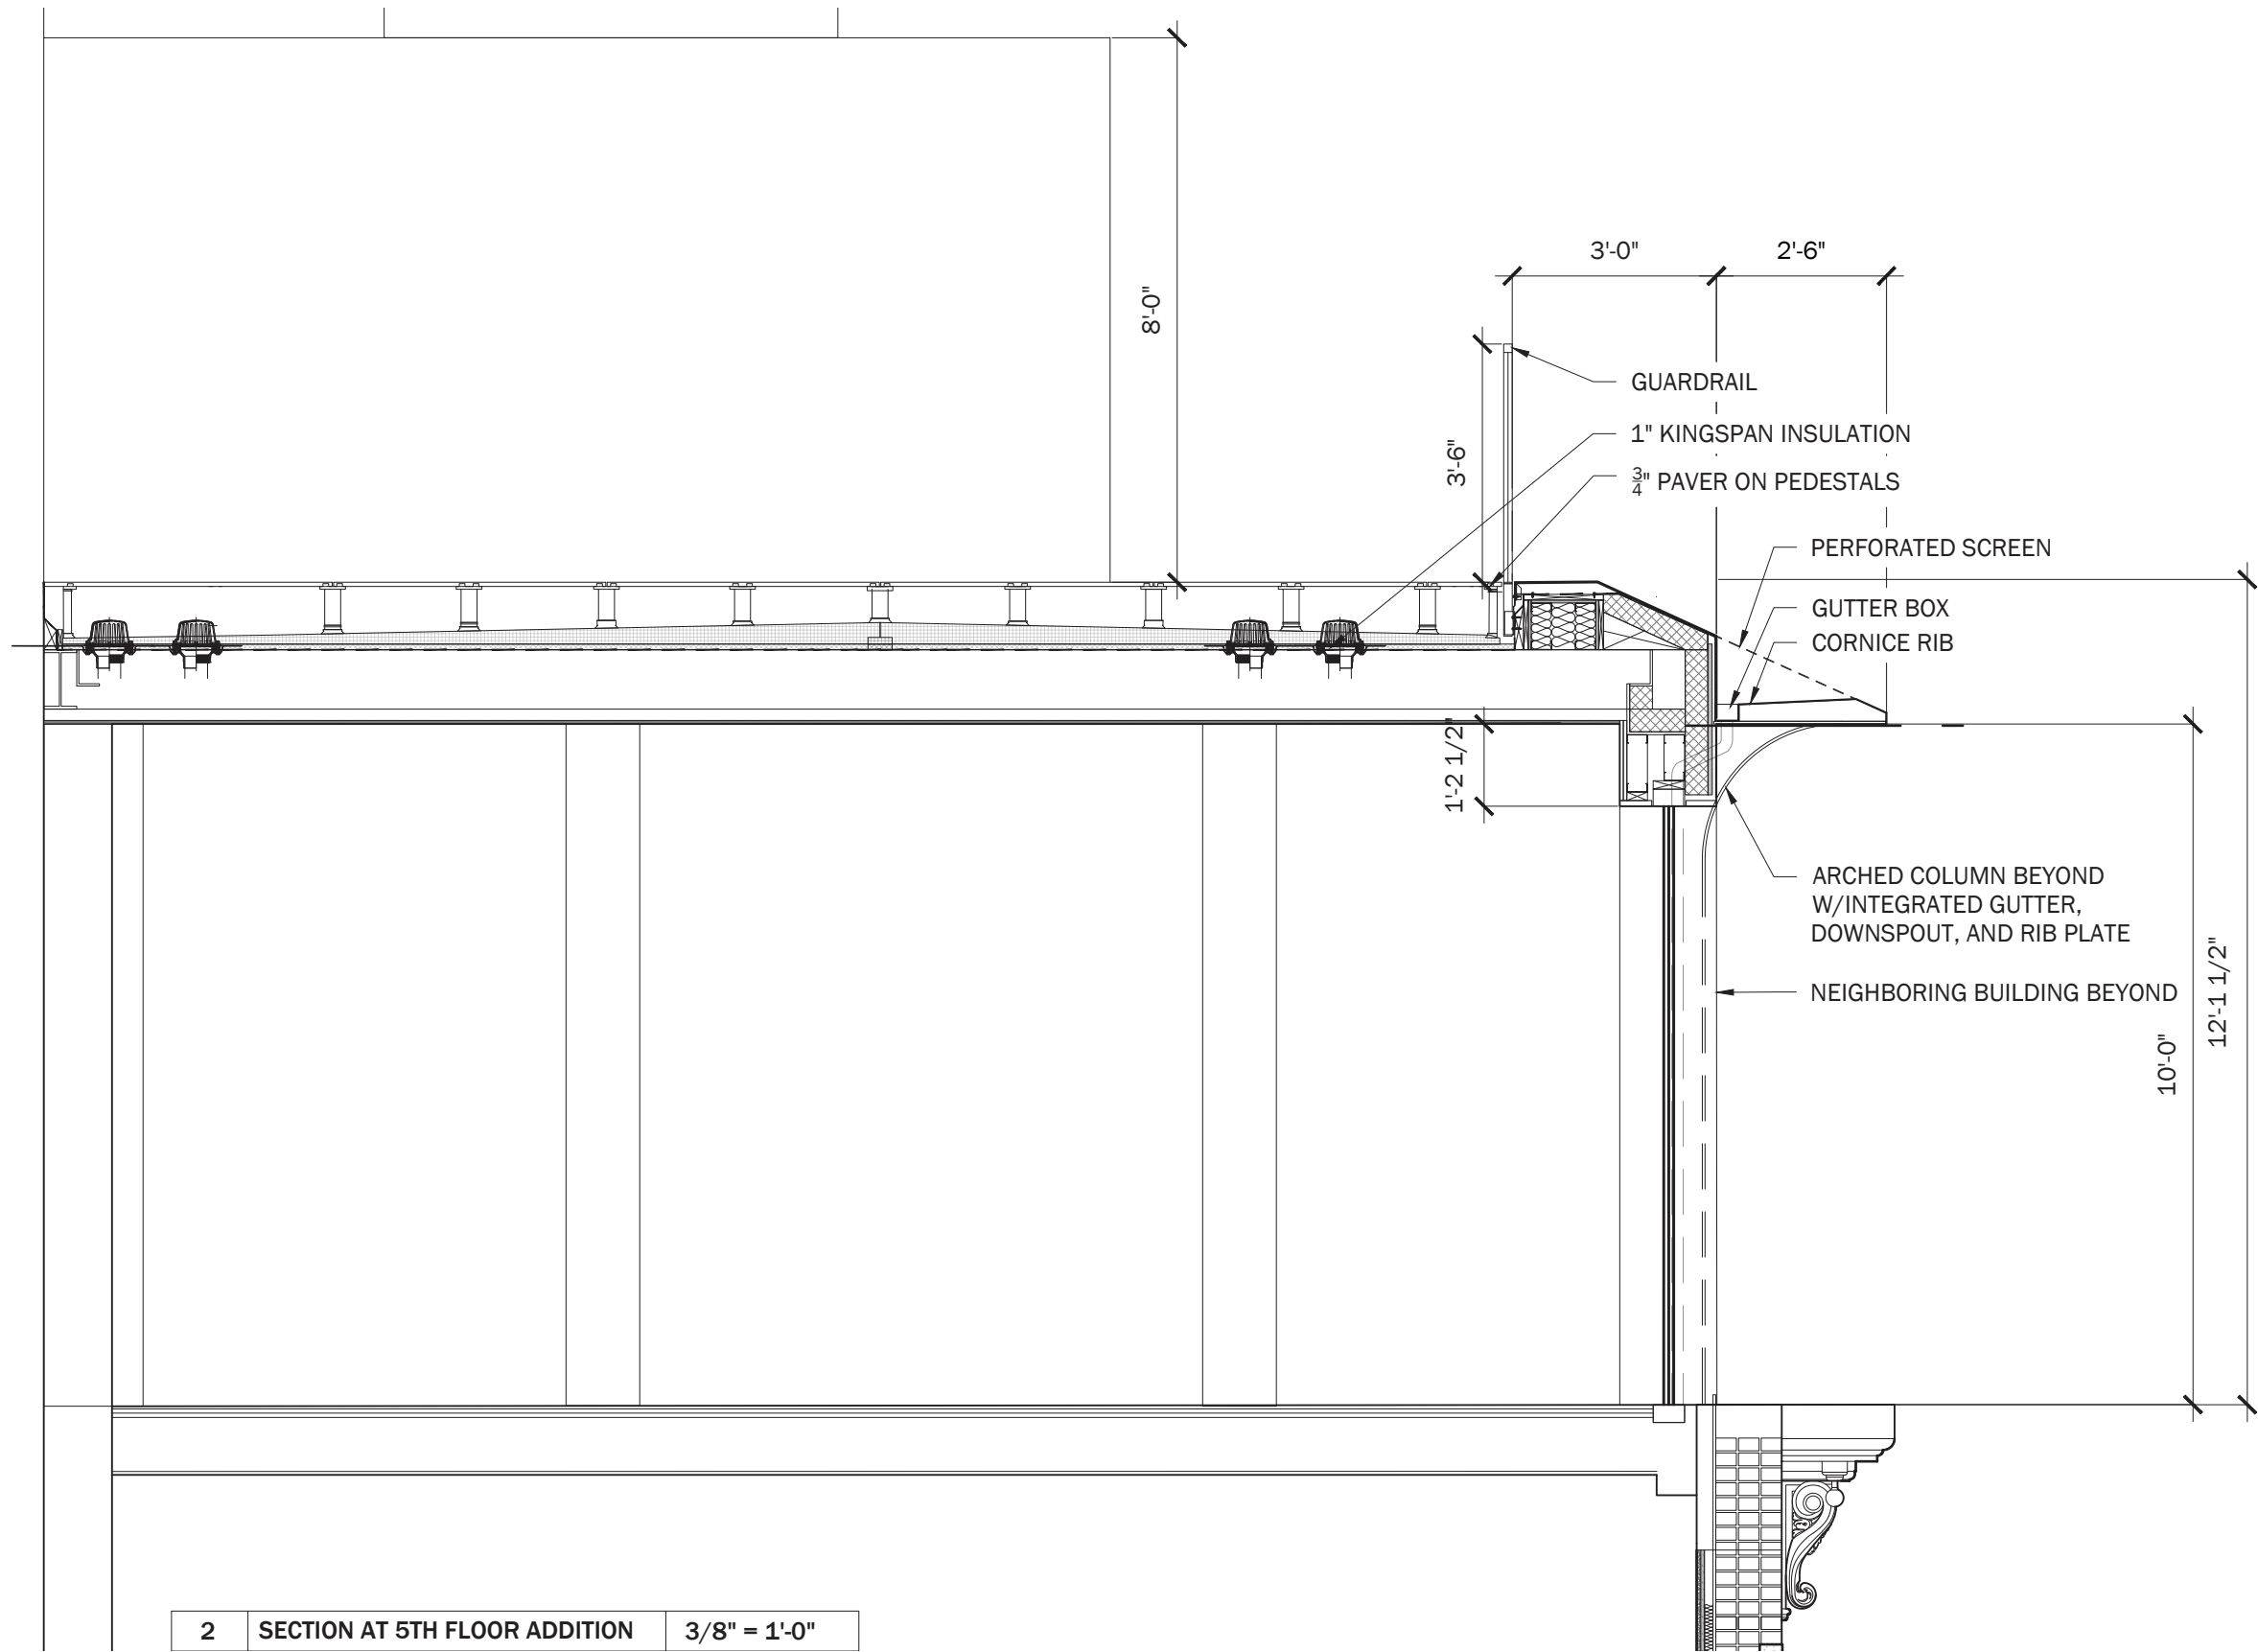 3'-0"
2'-6"
8'-0"
GUARDRAIL
1" KINGSPAN INSULATION
3'-6"
3/4" PAVER ON PEDESTALS
PERFORATED SCREEN
GUTTER BOX
CORNICE RIB
1'-2 1/2"
ARCHED COLUMN BEYOND
W/INTEGRATED GUTTER,
DOWNSPOUT, AND RIB PLATE
NEIGHBORING BUILDING BEYOND
12'-1 1/2"
10'-0"
2 SECTION AT 5TH FLOOR ADDITION 3/8" = 1'-0"